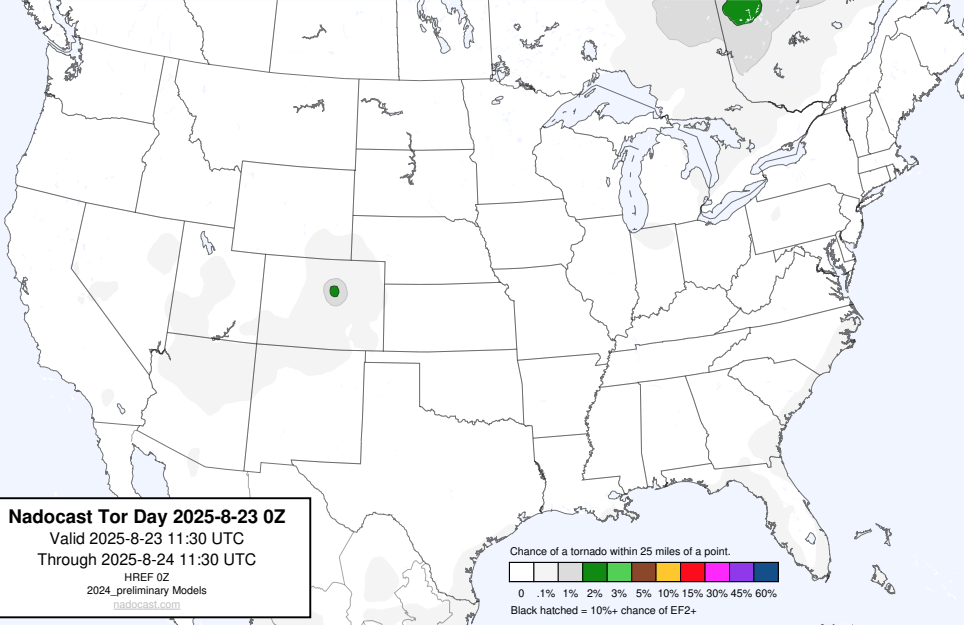 Nadocast Tor Day 2025-8-23 0Z
Valid 2025-8-23 11:30 UTC
Through 2025-8-24 11:30 UTC
HREF 0Z
2024_preliminary Models
nadocast.com
Chance of a tornado within 25 miles of a point.
0 .1% 1% 2% 3% 5% 10% 15% 30% 45% 60%
Black hatched = 10%+ chance of EF2+